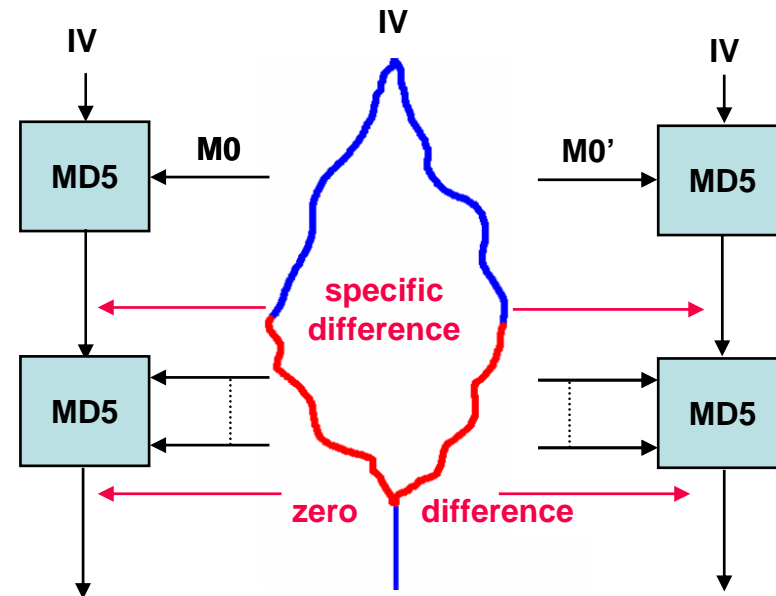 IV
IV
IV
M0
M0’
MD5
MD5
specific
difference
MD5
MD5
zero
difference